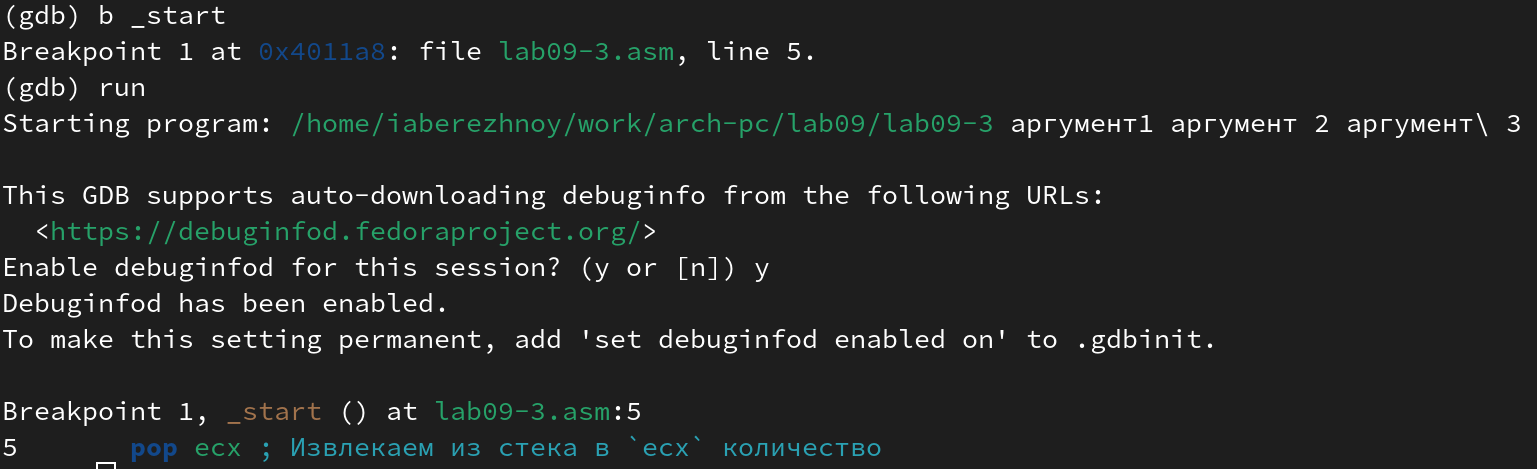 (gdb) b _start
Breakpoint 1 at 0x4011a8: file lab09-3.asm, line 5.
(gdb) run
Starting program: /home/iaberezhnoy/work/arch-pc/lab09/lab09-3 аргумент1 аргумент 2 аргумент\ 3
This GDB supports auto-downloading debuginfo from the following URLs:
  <https://debuginfod.fedoraproject.org/>
Enable debuginfod for this session? (y or [n]) y
Debuginfod has been enabled.
To make this setting permanent, add 'set debuginfod enabled on' to .gdbinit.
Breakpoint 1, _start () at lab09-3.asm:5
5       pop ecx ; Извлекаем из стека в `ecx` количество